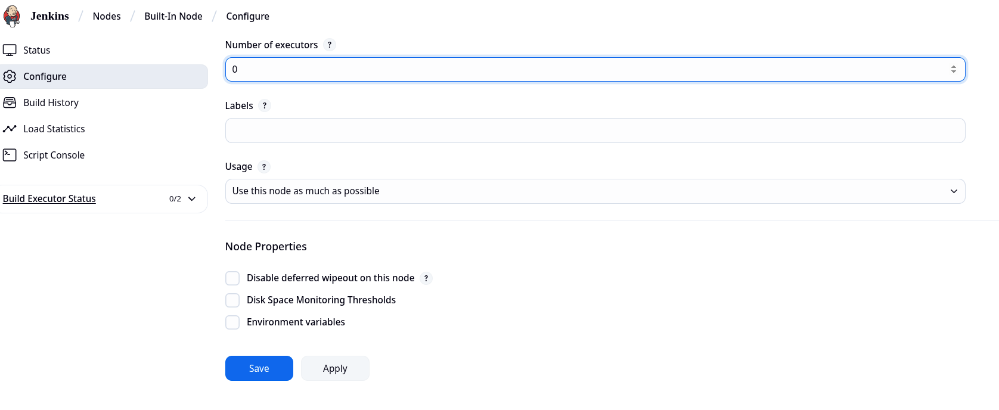 Jenkins / Nodes / Built-In Node / Configure
Status
Configure
Build History
Load Statistics
Script Console
Build Executor Status 0/2
Number of executors ?
0
Labels ?
Usage ?
Use this node as much as possible
Node Properties
Disable deferred wipeout on this node ?
Disk Space Monitoring Thresholds
Environment variables
Save Apply